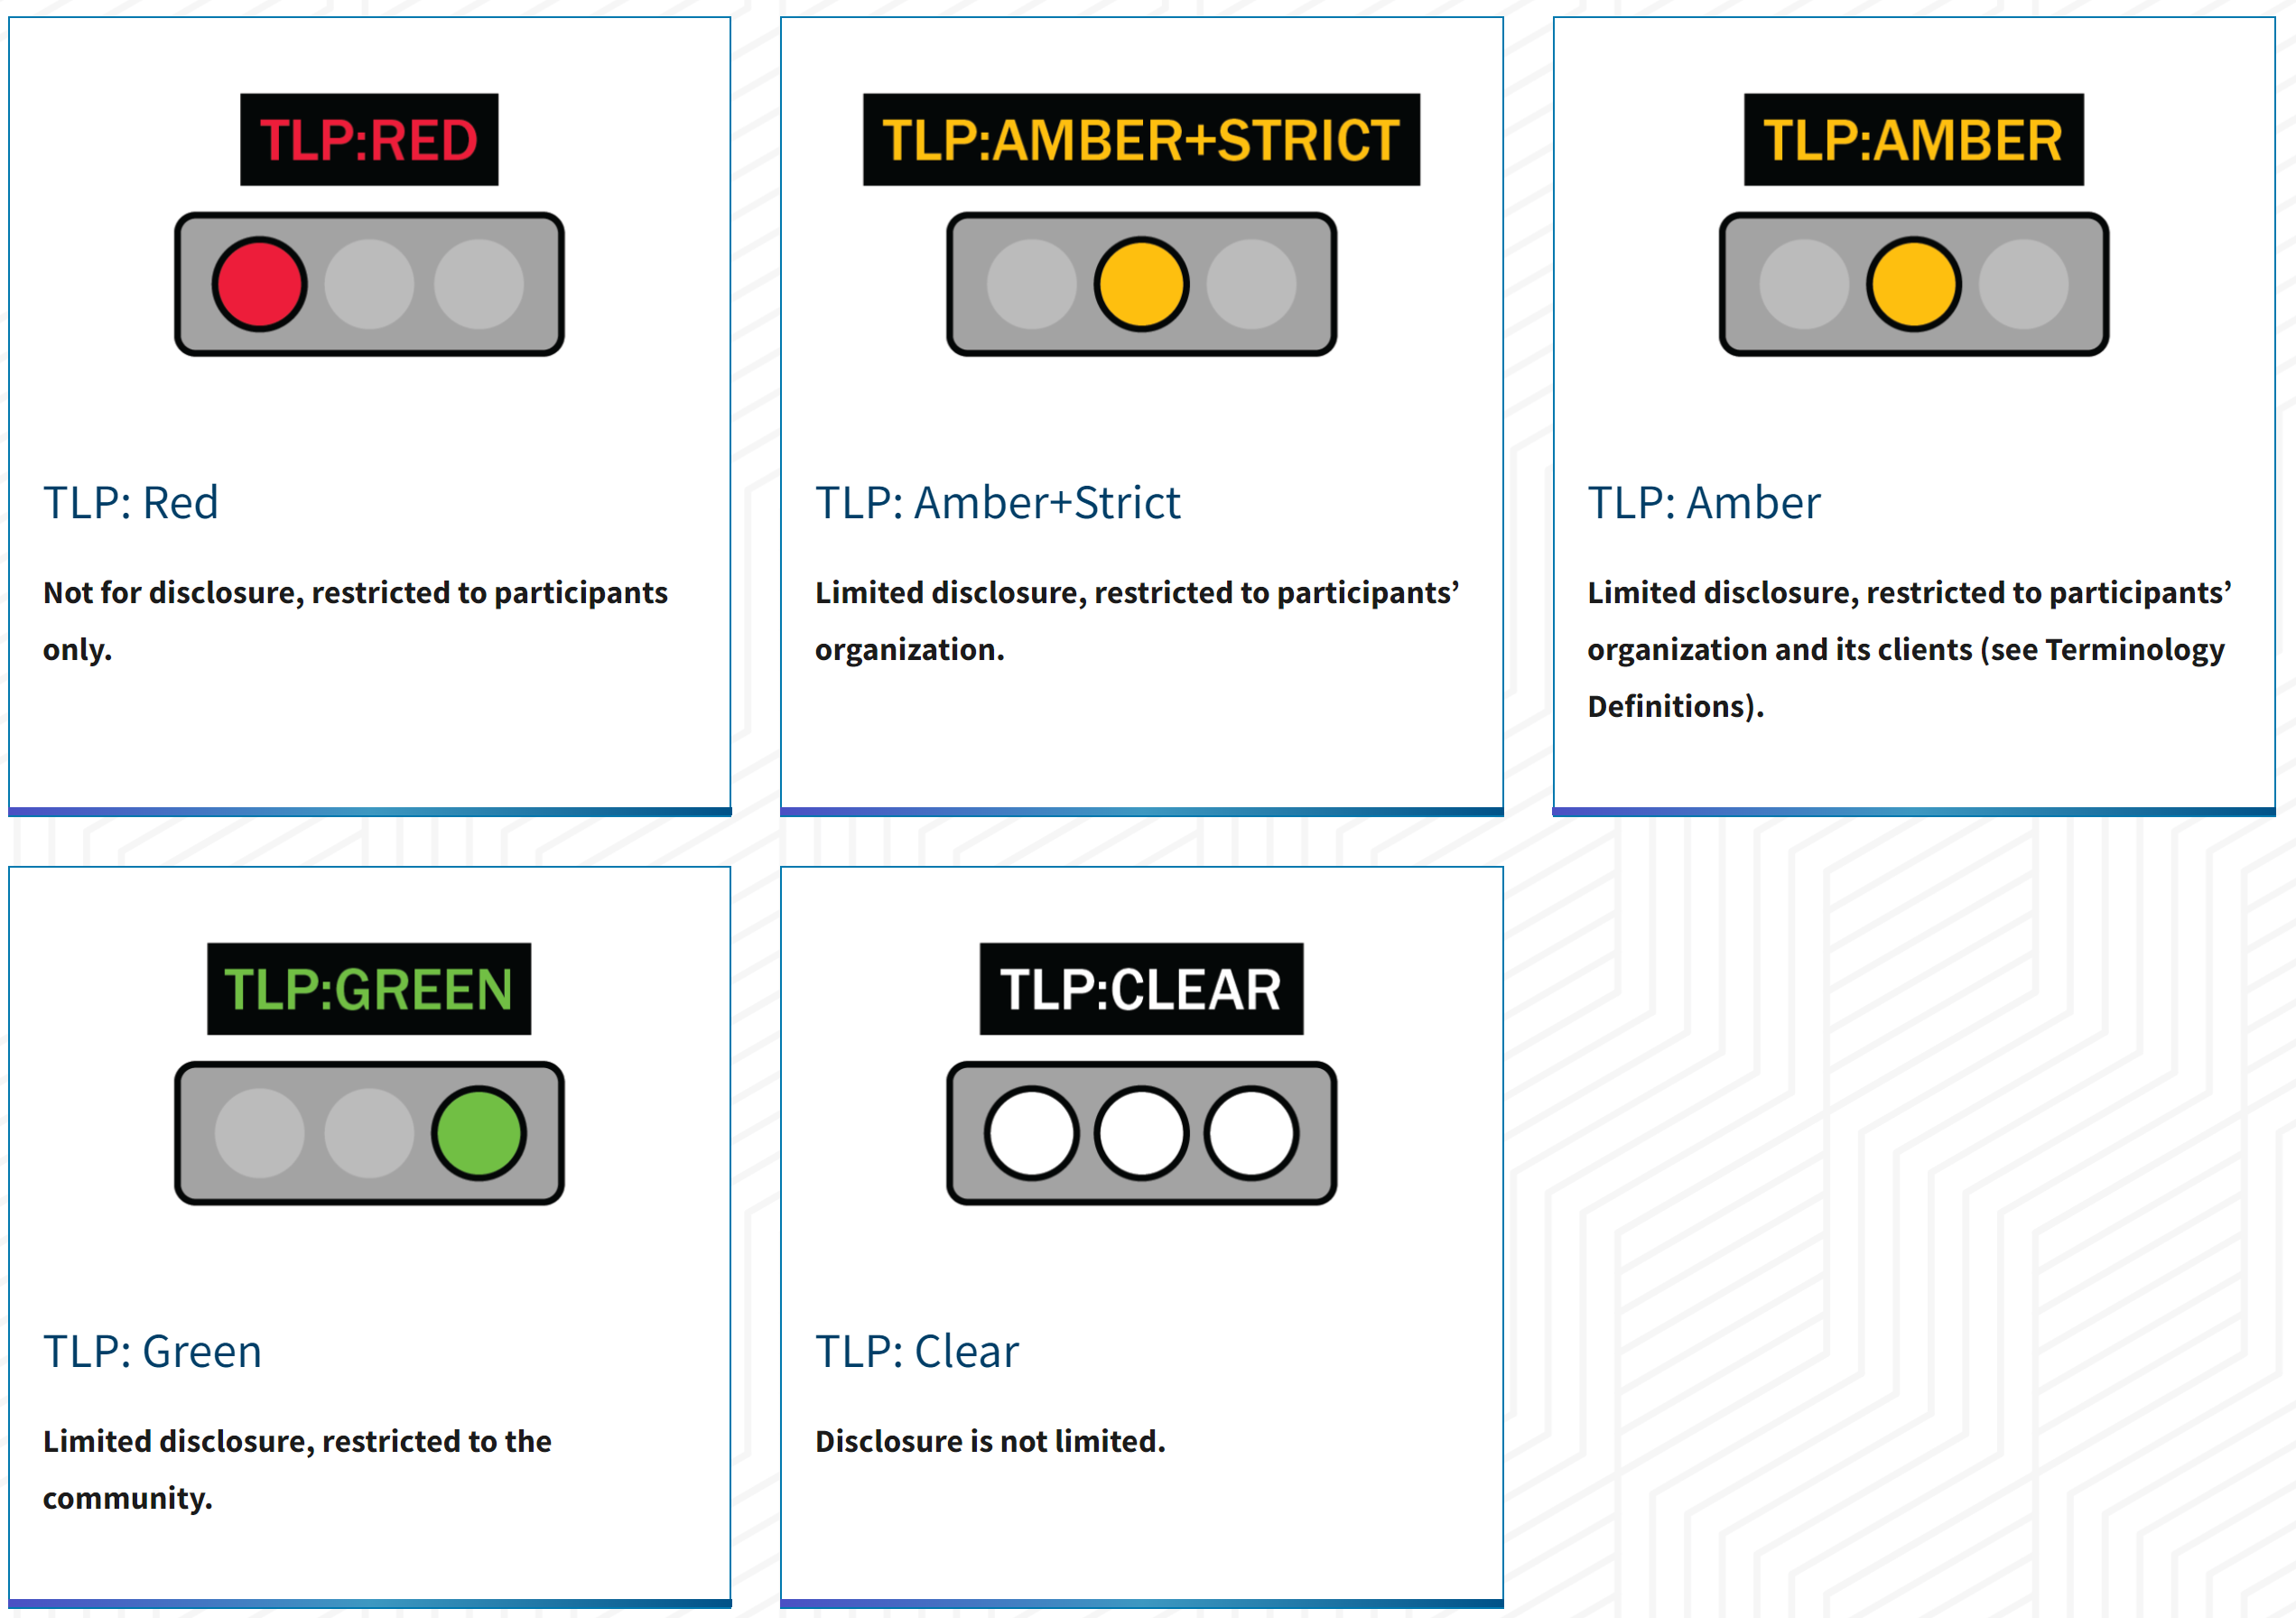 TLP:RED
TLP: Red
Not for disclosure, restricted to participants
only.
TLP:AMBER+STRICT
TLP: Amber+Strict
Limited disclosure, restricted to participants’
organization.
TLP:AMBER
TLP: Amber
Limited disclosure, restricted to participants’
organization and its clients (see Terminology
Definitions).
TLP:GREEN
TLP: Green
Limited disclosure, restricted to the
community.
TLP:CLEAR
TLP: Clear
Disclosure is not limited.